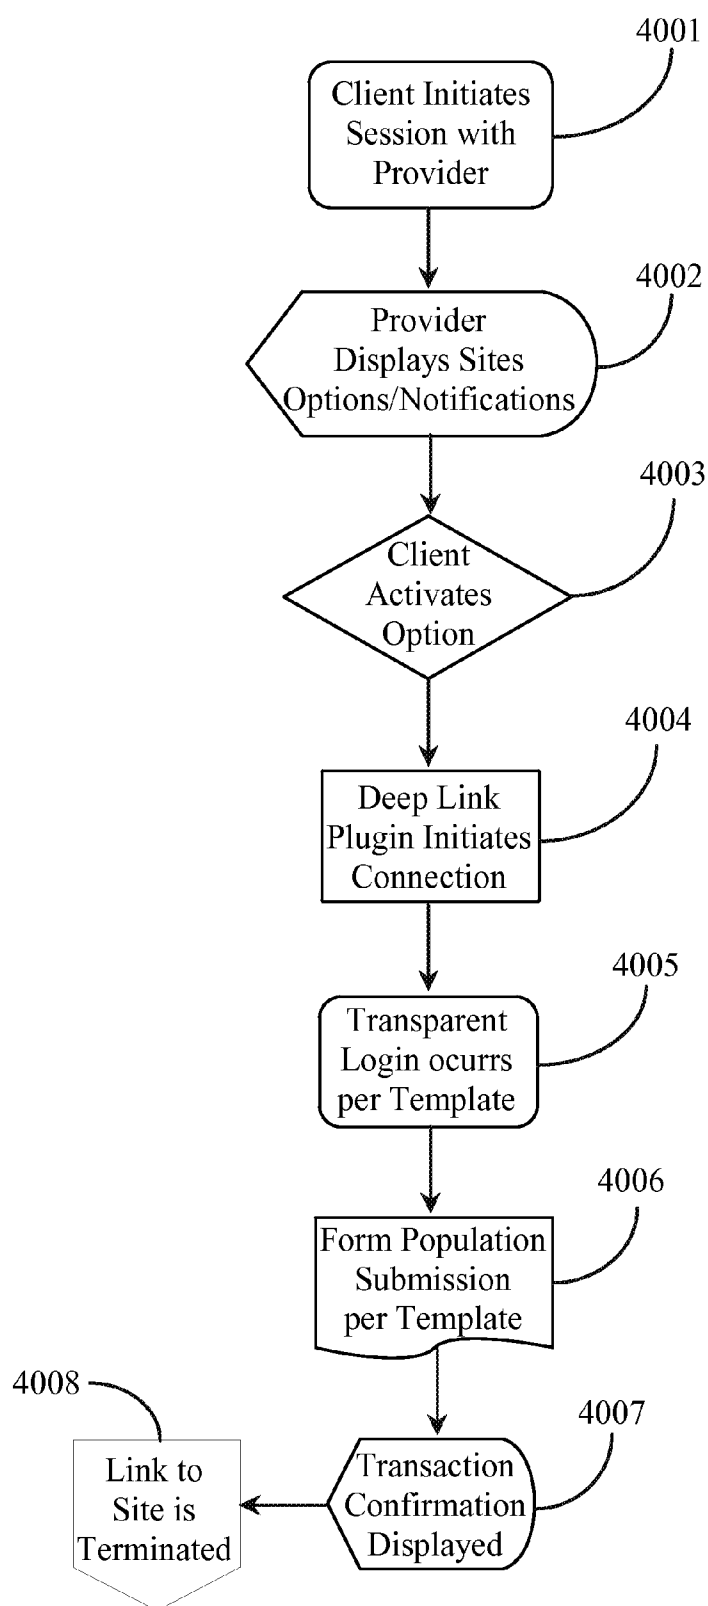 4001
Client Initiates
Session with
Provider
4002
Provider
Displays Sites
Options/Notifications
4003
Client
Activates
Option
4004
Deep Link
Plugin Initiates
Connection
4005
Transparent
Login ocurrs
per Template
4006
Form Population
Submission
per Template
4007
Transaction
Confirmation
Displayed
4008
Link to
Site is
Terminated